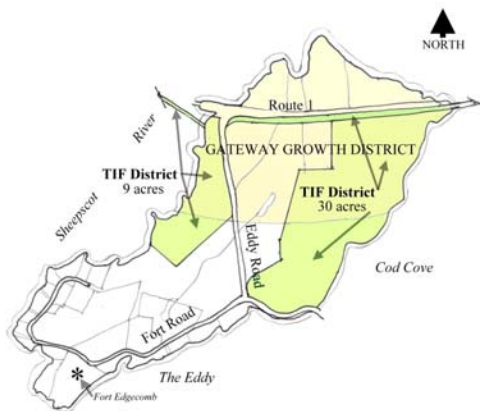 NORTH
Route 1
River
GATEWAY GROWTH DISTRICT
TIF District
9 acres
TIF District
30 acres
Sheepscot
Eddy Road
Cod Cove
Fort Road
The Eddy
*
Fort Edgecomb